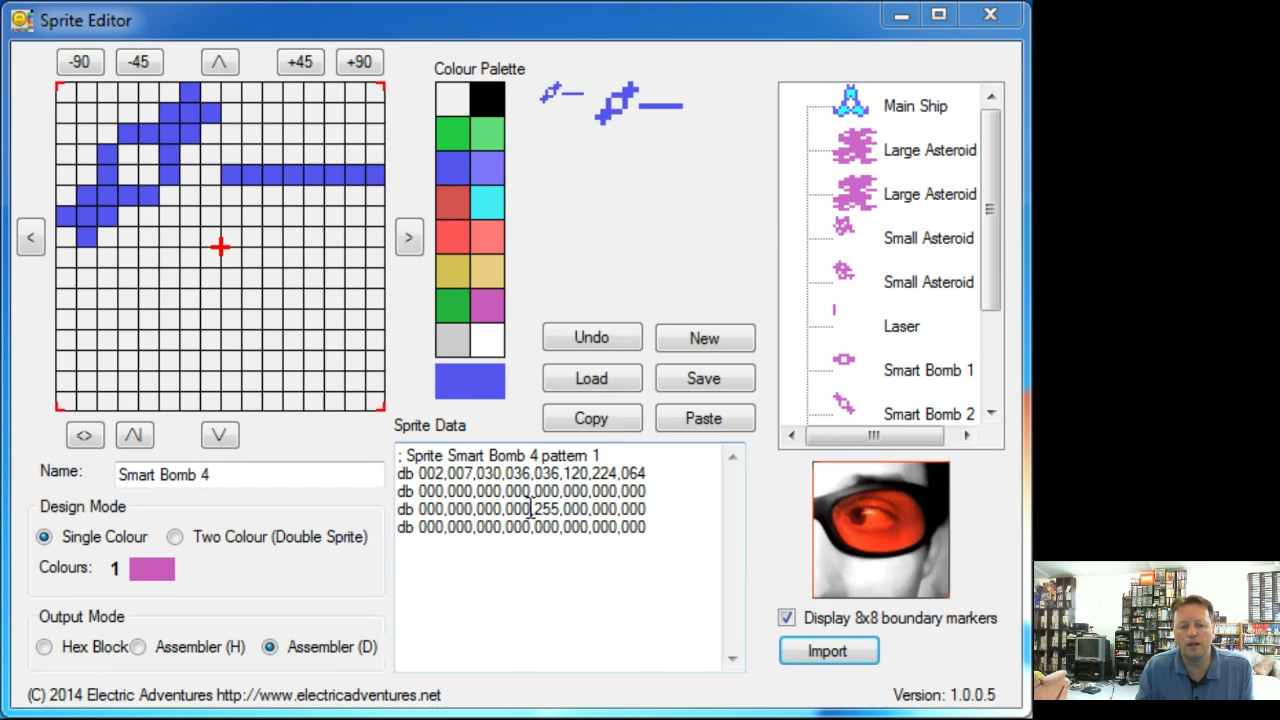 Sprite Editor
-90
-45
/\
+45
+90
Colour Palette
Main Ship
Large Asteroid
Large Asteroid
Small Asteroid
Small Asteroid
Laser
Smart Bomb 1
Smart Bomb 2
<
>
Undo
New
Load
Save
Copy
Paste
<>
/\|
\/
Sprite Data
; Sprite Smart Bomb 4 pattern 1
db 002,007,030,036,036,120,224,064
db 000,000,000,000,000,000,000,000
db 000,000,000,000,255,000,000,000
db 000,000,000,000,000,000,000,000
Name:
Smart Bomb 4
Design Mode
Single Colour
Two Colour (Double Sprite)
Colours:
1
Output Mode
Hex Block
Assembler (H)
Assembler (D)
Display 8x8 boundary markers
Import
(C) 2014 Electric Adventures http://www.electricadventures.net
Version: 1.0.0.5